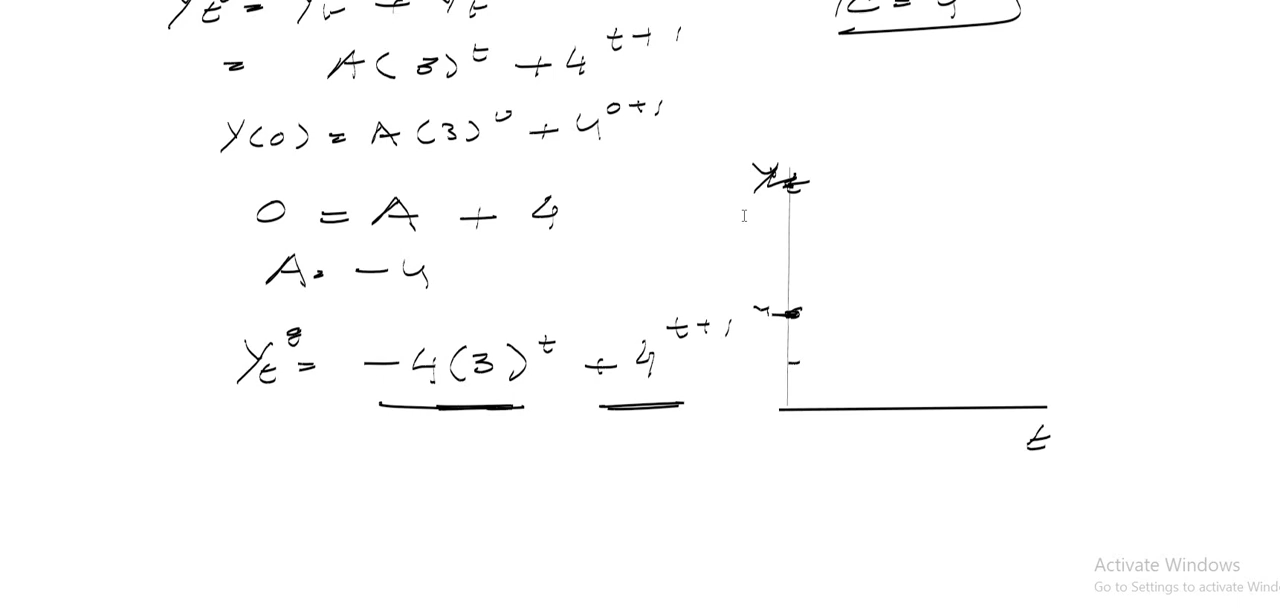 = A(3)^t + 4^{t+1}
Y(0) = A(3)^0 + 4^{0+1}
0 = A + 4
A = -4
Y_t^g = -4(3)^t + 4^{t+1}
t
Activate Windows
Go to Settings to activate Wind